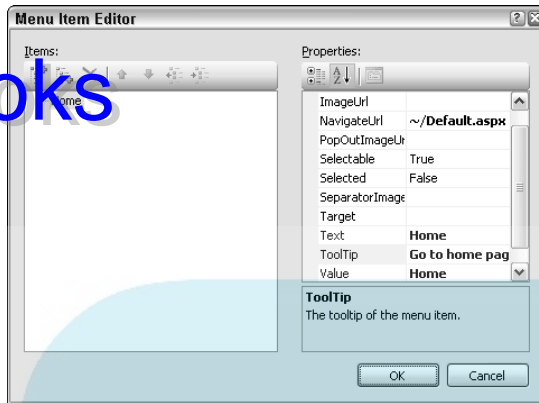 Menu Item Editor
Items:
oks
Home
Properties:
ImageUrl
NavigateUrl ~/Default.aspx
PopOutImageUr
Selectable True
Selected False
SeparatorImage
Target
Text Home
ToolTip Go to home pag
Value Home
ToolTip
The tooltip of the menu item.
OK Cancel